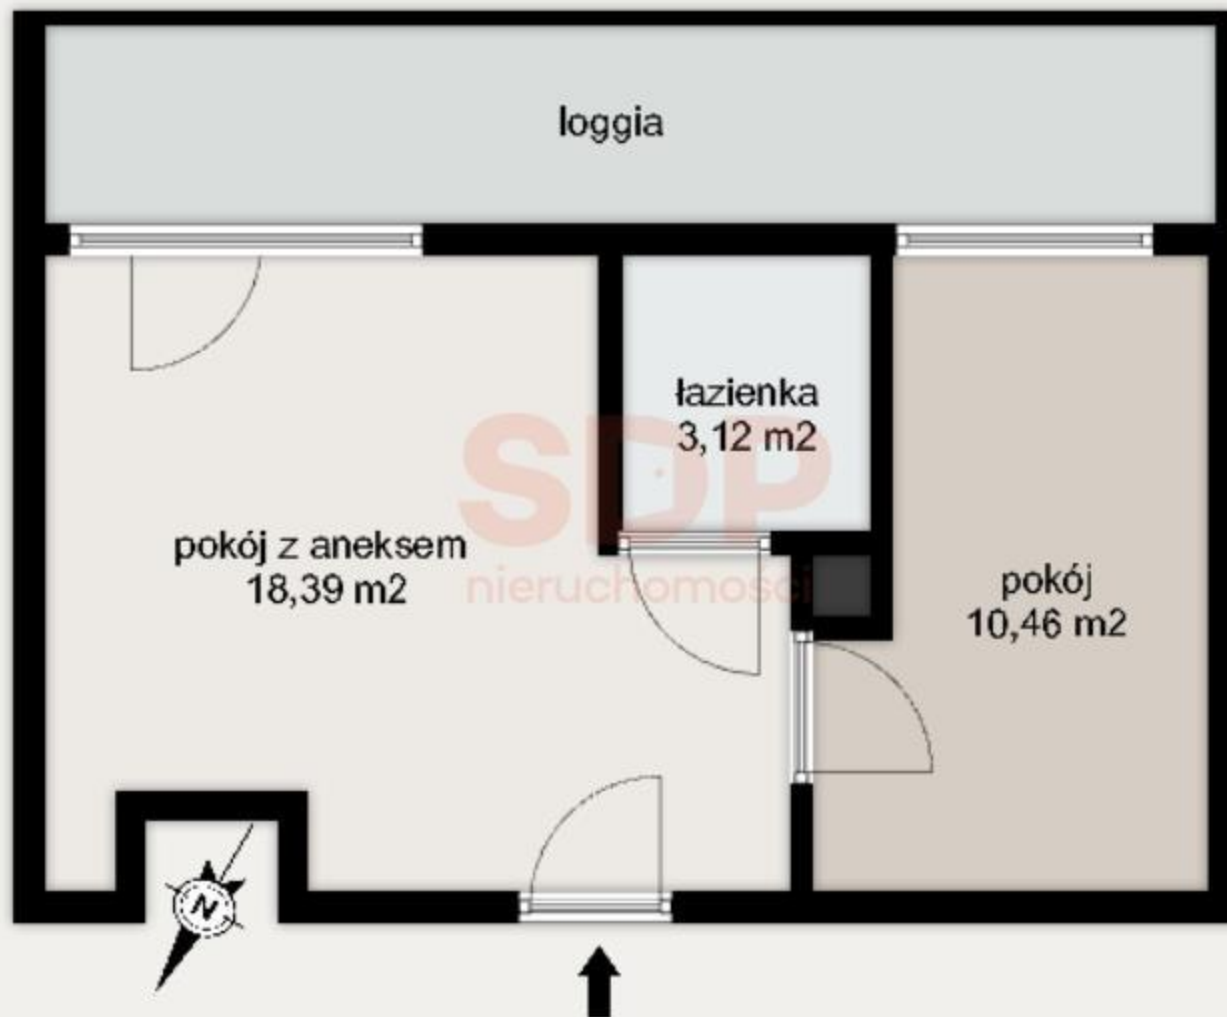 loggia
łazienka
3,12 m2
SDP
nieruchomości
pokój z aneksem
18,39 m2
pokój
10,46 m2
N